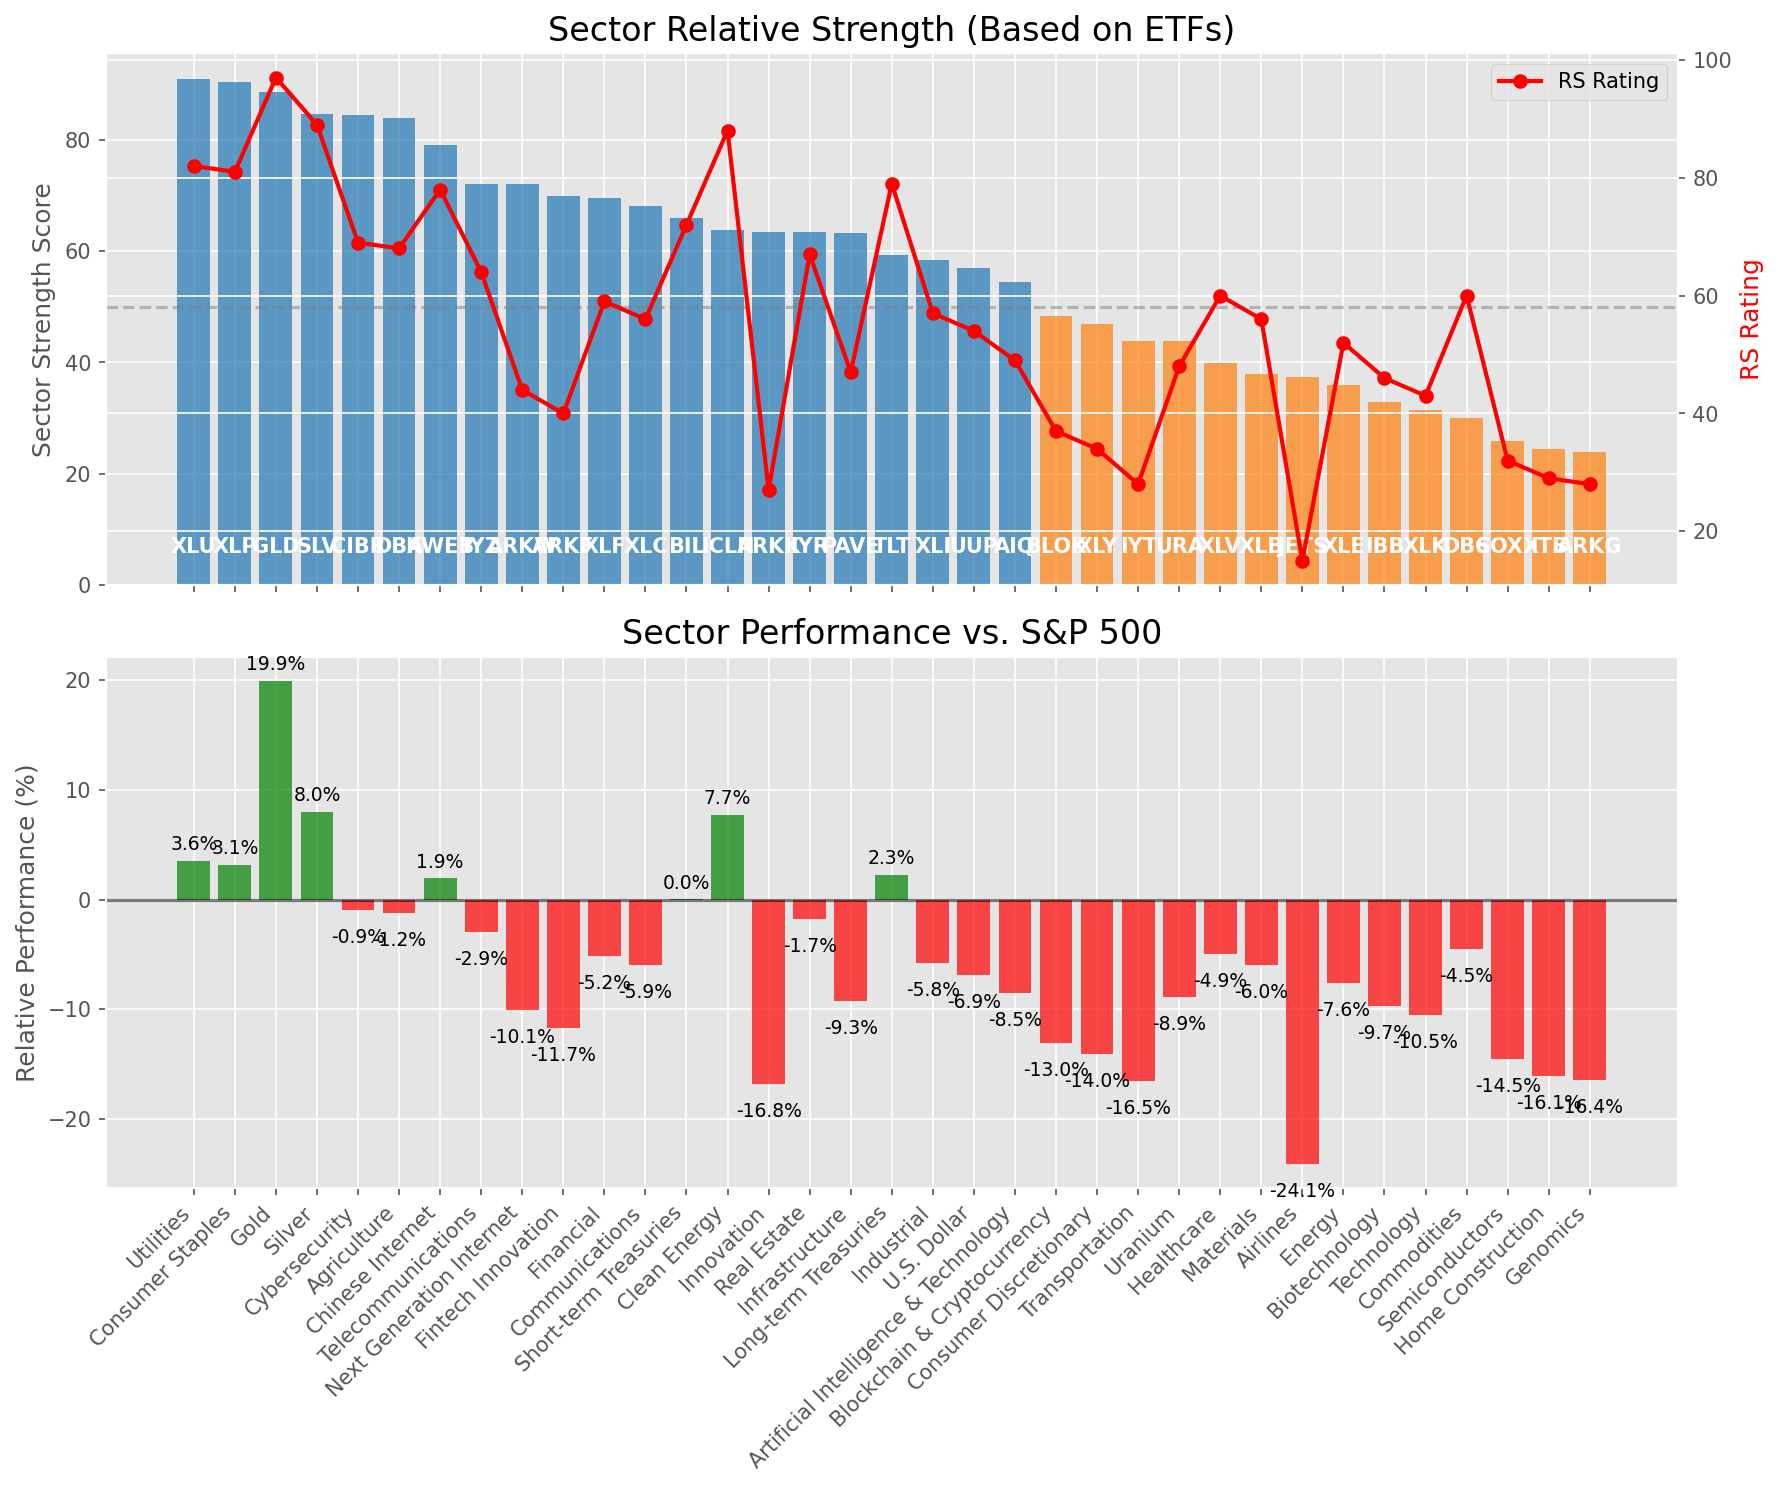 Sector Relative Strength (Based on ETFs)
Sector Strength Score
80
60
40
20
0
RS Rating
100
80
60
40
20
RS Rating
XLU
XLP
GLD
SLV
CIBR
DBA
KWEB
IYZ
ARKW
ARKF
XLF
XLC
BIL
ICLN
ARKK
IYR
PAVE
TLT
XLI
UUP
AIQ
BLOK
XLY
IYT
URA
XLV
XLB
JETS
XLE
IBB
XLK
DBC
SOXX
ITB
ARKG
Sector Performance vs. S&P 500
Relative Performance (%)
20
10
0
−10
−20
3.6%
3.1%
19.9%
8.0%
-0.9%
-1.2%
1.9%
-2.9%
-10.1%
-11.7%
-5.2%
-5.9%
0.0%
7.7%
-16.8%
-1.7%
-9.3%
2.3%
-5.8%
-6.9%
-8.5%
-13.0%
-14.0%
-16.5%
-8.9%
-4.9%
-6.0%
-24.1%
-7.6%
-9.7%
-10.5%
-4.5%
-14.5%
-16.1%
-16.4%
Utilities
Consumer Staples
Gold
Silver
Cybersecurity
Agriculture
Chinese Internet
Telecommunications
Next Generation Internet
Fintech Innovation
Financial
Communications
Short-term Treasuries
Clean Energy
Innovation
Real Estate
Infrastructure
Long-term Treasuries
Industrial
U.S. Dollar
Artificial Intelligence & Technology
Blockchain & Cryptocurrency
Consumer Discretionary
Transportation
Uranium
Healthcare
Materials
Airlines
Energy
Biotechnology
Technology
Commodities
Semiconductors
Home Construction
Genomics